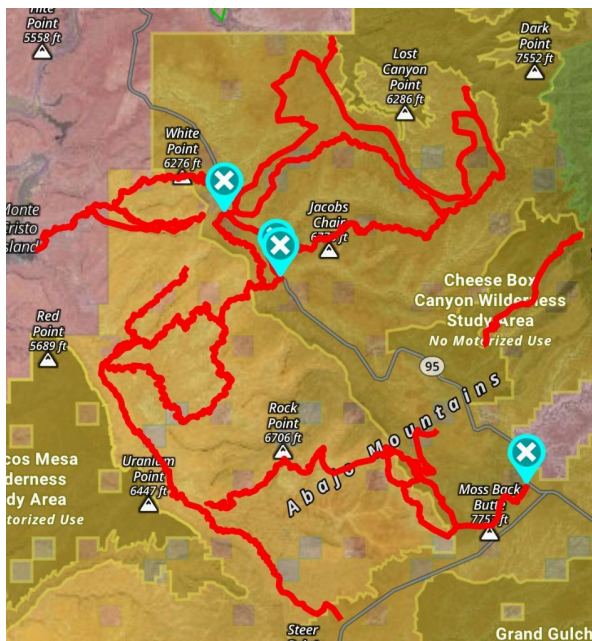 Point
5558 ft
Dark
Point
7552 ft
Lost
Canyon
Point
6286 ft
White
Point
6276 ft
Monte
Cristo
Island
Jacobs
Chair
Cheese Box
Canyon Wilderness
Study Area
No Motorized Use
Red
Point
5689 ft
95
Abajo Mountains
Rock
Point
6706 ft
cos Mesa
derness
dy Area
otorized Use
Uranium
Point
6447 ft
Moss Back
Butte
Steer
Grand Gulch